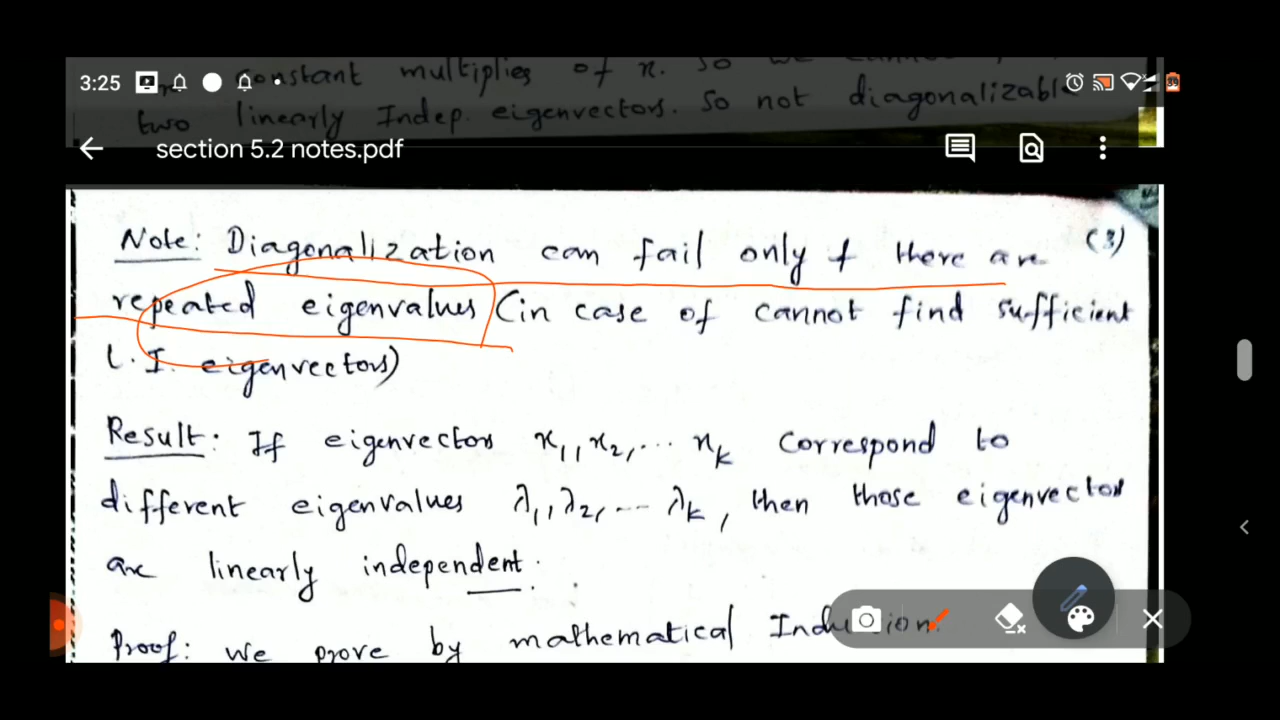 constant multiplies of x. So we
3:25
two linearly Indep. eigenvectors. So not diagonalizable
section 5.2 notes.pdf
Note: Diagonalization can fail only if there are (3)
repeated eigenvalues (in case of cannot find sufficient
L.I. eigenvectors)
Result: If eigenvectors x₁, x₂, ... xₖ correspond to
different eigenvalues λ₁, λ₂, ... λₖ, then those eigenvectors
are linearly independent.
Proof: We prove by mathematical Induction.